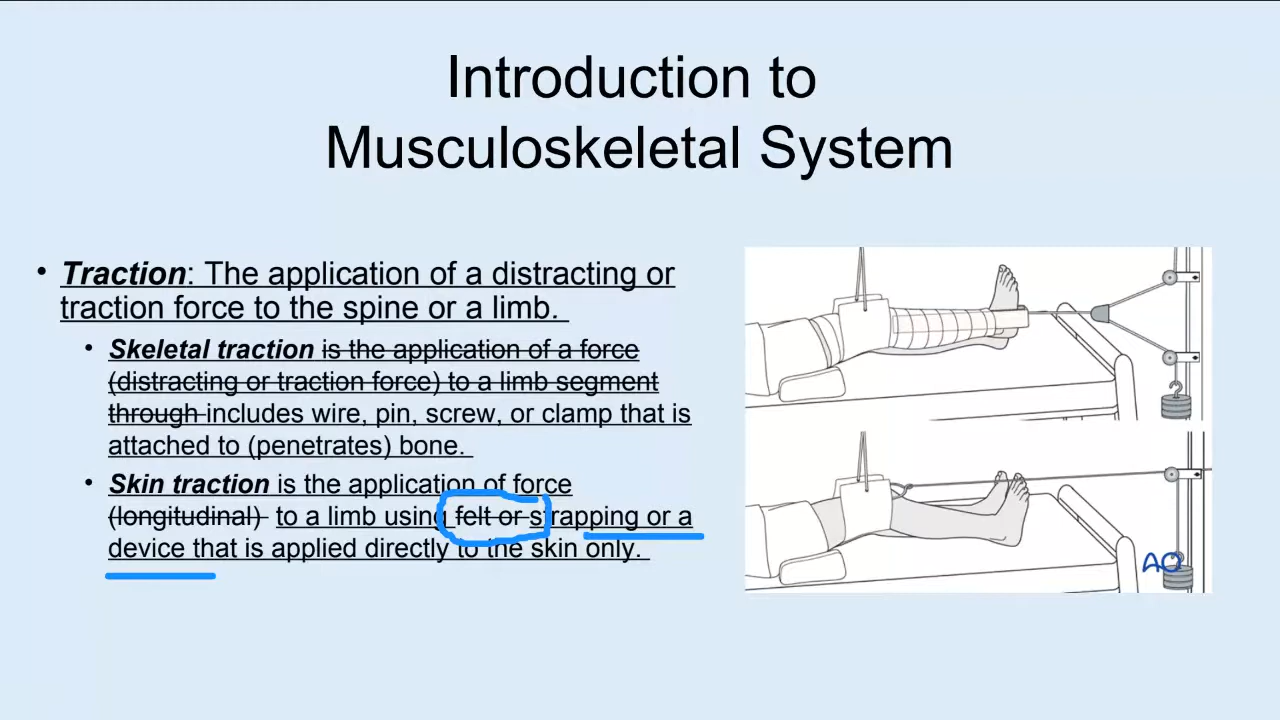 Introduction to
Musculoskeletal System
• Traction: The application of a distracting or
traction force to the spine or a limb.
• Skeletal traction is the application of a force
(distracting or traction force) to a limb segment
through includes wire, pin, screw, or clamp that is
attached to (penetrates) bone.
• Skin traction is the application of force
(longitudinal) to a limb using felt or strapping or a
device that is applied directly to the skin only.
AO